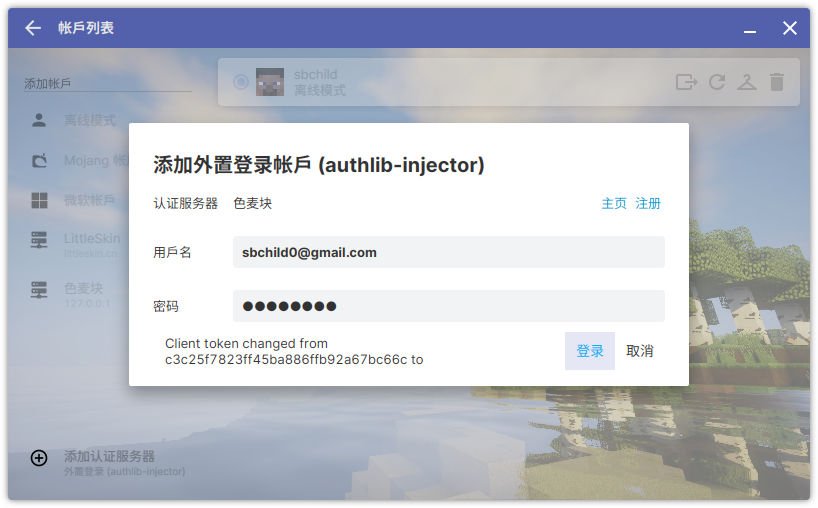 帐戶列表
添加帐戶
sbchild
离线模式
离线模式
Mojang 帐戶
微软帐戶
LittleSkin
littleskin.cn
色麦块
127.0.0.1
添加外置登录帐戶 (authlib-injector)
认证服务器 色麦块 主页 注册
用戶名 sbchild0@gmail.com
密码 ●●●●●●●●
Client token changed from
c3c25f7823ff45ba886ffb92a67bc66c to
登录 取消
添加认证服务器
外置登录 (authlib-injector)